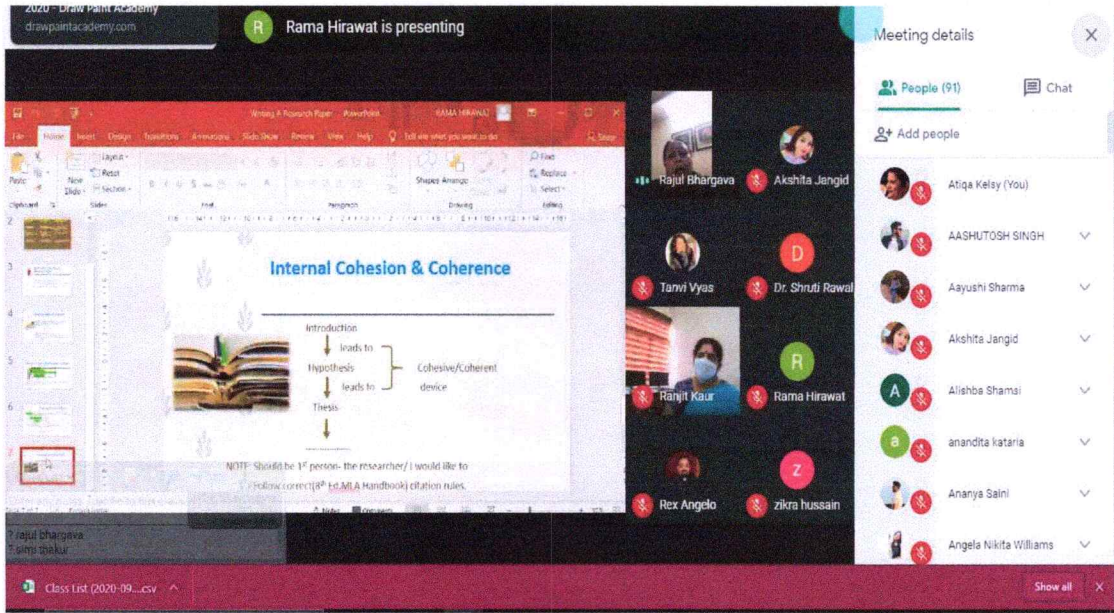 2020 - Draw Paint Academy
drawpaintacademy.com
R
Rama Hirawat is presenting
Meeting details
People (91)
Chat
Add people
Writing A Research Paper - PowerPoint
RAMA HIRAWAT
File Home Insert Design Transitions Animations Slide Show Review View Help Tell me what you want to do Share
Paste
New
Slide
Layout
Reset
Section
Shapes Arrange
Find
Replace
Select
Clipboard
Slides
Font
Paragraph
Drawing
Editing
2
3
4
5
6
7
Internal Cohesion & Coherence
Introduction
leads to
Hypothesis
Cohesive/Coherent
leads to
device
Thesis
NOTE: Should be 1st person- the researcher/ I would like to
Follow correct(8th Ed.MLA Handbook) citation rules.
Notes
Rajul Bhargava
Akshita Jangid
Tanvi Vyas
D
Dr. Shruti Rawal
Ranjit Kaur
R
Rama Hirawat
Rex Angelo
z
zikra hussain
Atiqa Kelsy (You)
AASHUTOSH SINGH
Aayushi Sharma
Akshita Jangid
A
Alishba Shamsi
a
anandita kataria
Ananya Saini
Angela Nikita Williams
? rajul bhargava
? simi thakur
Class List (2020-09....csv
Show all